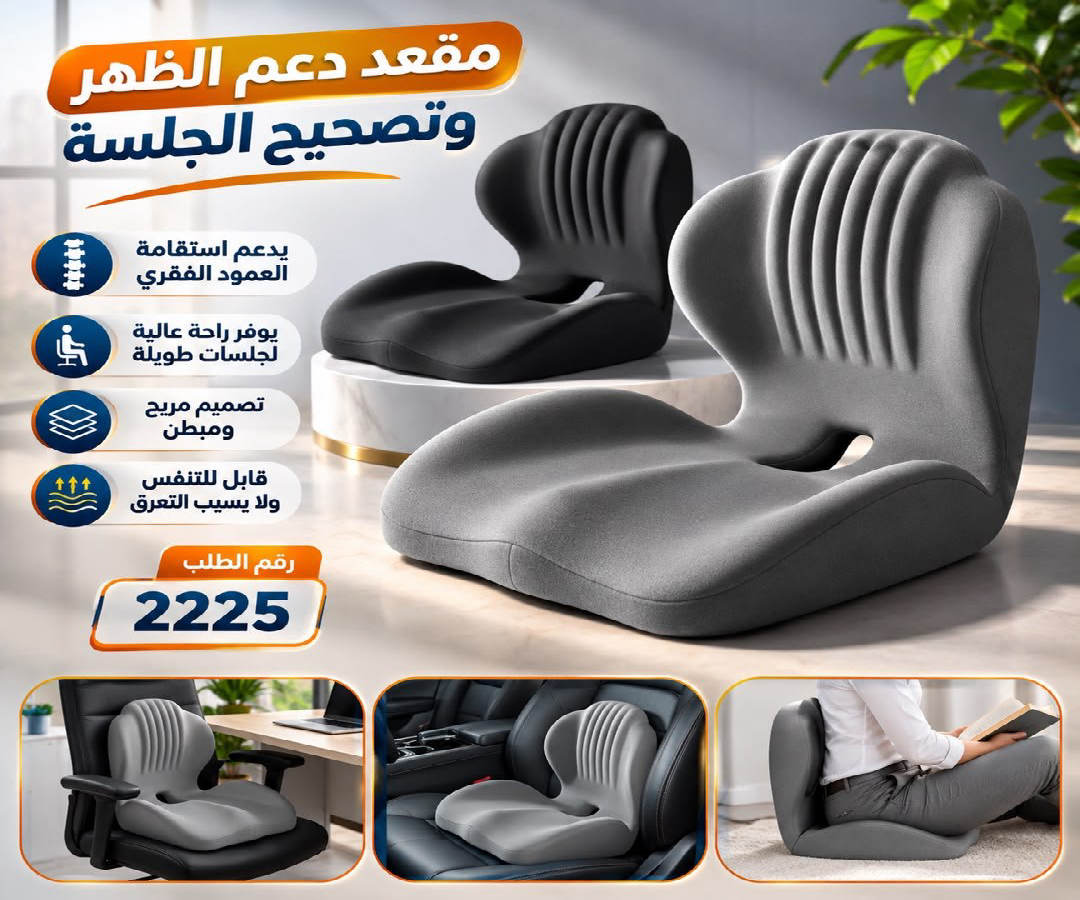 مقعد دعم الظهر
وتصحيح الجلسة
يدعم استقامة
العمود الفقري
يوفر راحة عالية
لجلسات طويلة
تصميم مريح
ومبطن
قابل للتنفس
ولا يسبب التعرق
رقم الطلب
2225